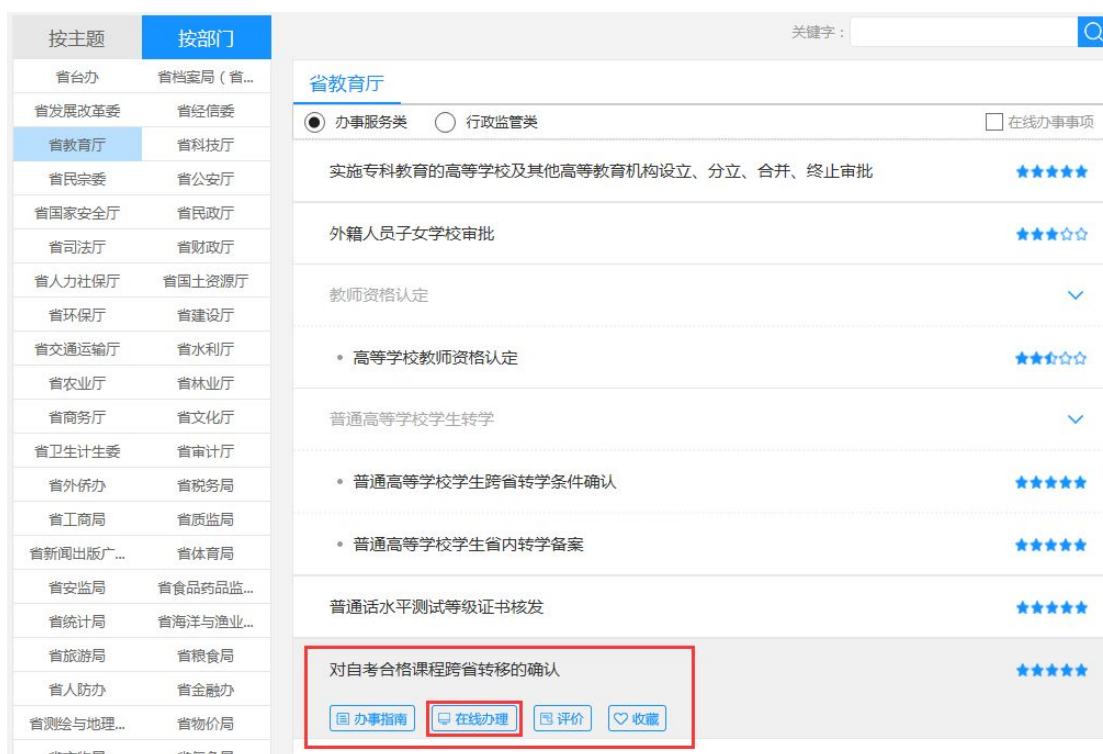 按主题 按部门
关键字：
省台办 省档案局（省...
省发展改革委 省经信委
省教育厅 省科技厅
省民宗委 省公安厅
省国家安全厅 省民政厅
省司法厅 省财政厅
省人力社保厅 省国土资源厅
省环保厅 省建设厅
省交通运输厅 省水利厅
省农业厅 省林业厅
省商务厅 省文化厅
省卫生计生委 省审计厅
省外侨办 省税务局
省工商局 省质监局
省新闻出版广... 省体育局
省安监局 省食品药品监...
省统计局 省海洋与渔业...
省旅游局 省粮食局
省人防办 省金融办
省测绘与地理... 省物价局
省教育厅
办事服务类 行政监管类 在线办事事项
实施专科教育的高等学校及其他高等教育机构设立、分立、合并、终止审批
外籍人员子女学校审批
教师资格认定
• 高等学校教师资格认定
普通高等学校学生转学
• 普通高等学校学生跨省转学条件确认
• 普通高等学校学生省内转学备案
普通话水平测试等级证书核发
对自考合格课程跨省转移的确认
办事指南 在线办理 评价 收藏